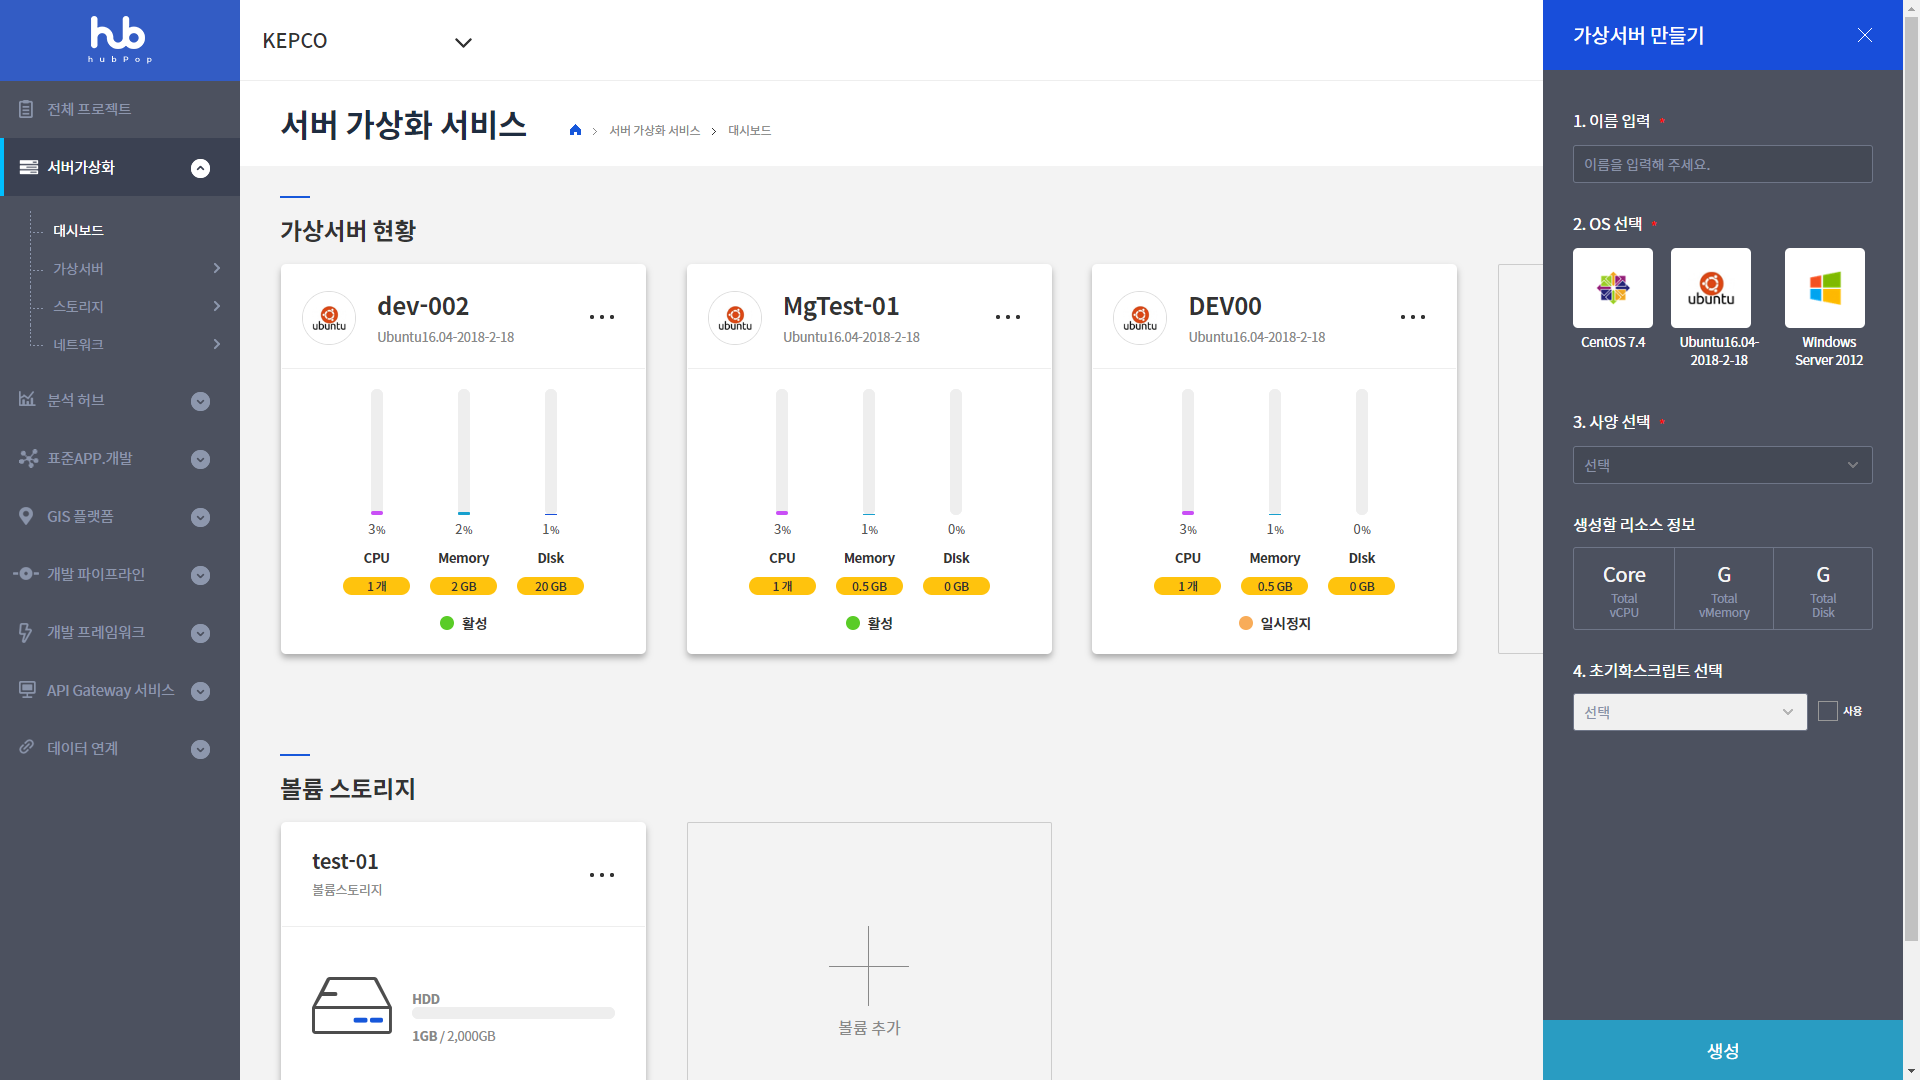 hub
hubPop
전체 프로젝트
서버가상화
대시보드
가상서버
스토리지
네트워크
분석 허브
표준APP.개발
GIS 플랫폼
개발 파이프라인
개발 프레임워크
API Gateway 서비스
데이터 연계
KEPCO
서버 가상화 서비스
서버 가상화 서비스 > 대시보드
가상서버 현황
ubuntu
dev-002
Ubuntu16.04-2018-2-18
3% 2% 1%
CPU Memory Disk
1 개 2 GB 20 GB
활성
ubuntu
MgTest-01
Ubuntu16.04-2018-2-18
3% 1% 0%
CPU Memory Disk
1 개 0.5 GB 0 GB
활성
ubuntu
DEV00
Ubuntu16.04-2018-2-18
3% 1% 0%
CPU Memory Disk
1 개 0.5 GB 0 GB
일시정지
볼륨 스토리지
test-01
볼륨스토리지
HDD
1GB / 2,000GB
볼륨 추가
가상서버 만들기
1. 이름 입력 *
이름을 입력해 주세요.
2. OS 선택 *
ubuntu
CentOS 7.4
Ubuntu16.04-
2018-2-18
Windows
Server 2012
3. 사양 선택 *
선택
생성할 리소스 정보
Core G G
Total Total Total
vCPU vMemory Disk
4. 초기화스크립트 선택
선택
사용
생성